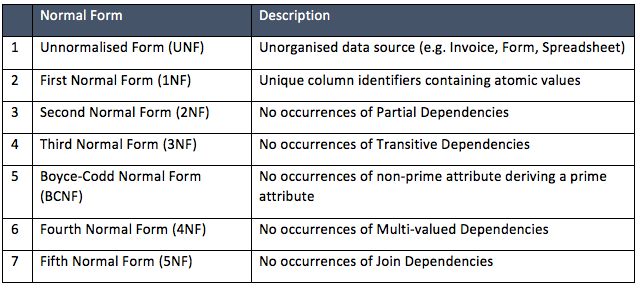 Normal Form Description
1 Unnormalised Form (UNF) Unorganised data source (e.g. Invoice, Form, Spreadsheet)
2 First Normal Form (1NF) Unique column identifiers containing atomic values
3 Second Normal Form (2NF) No occurrences of Partial Dependencies
4 Third Normal Form (3NF) No occurrences of Transitive Dependencies
5 Boyce-Codd Normal Form No occurrences of non-prime attribute deriving a prime
(BCNF) attribute
6 Fourth Normal Form (4NF) No occurrences of Multi-valued Dependencies
7 Fifth Normal Form (5NF) No occurrences of Join Dependencies